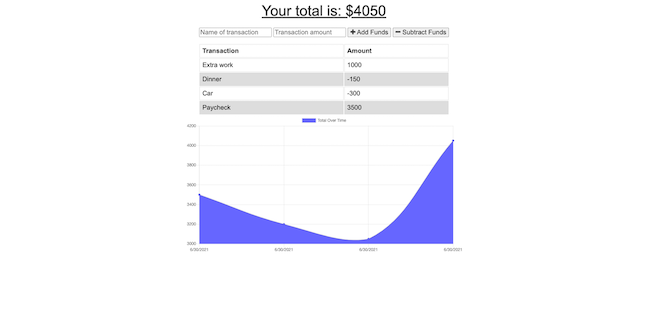 Your total is: $4050
Name of transaction Transaction amount + Add Funds − Subtract Funds
Transaction Amount
Extra work 1000
Dinner -150
Car -300
Paycheck 3500
Total Over Time
4200
4000
3800
3600
3400
3200
3000
6/30/2021 6/30/2021 6/30/2021 6/30/2021